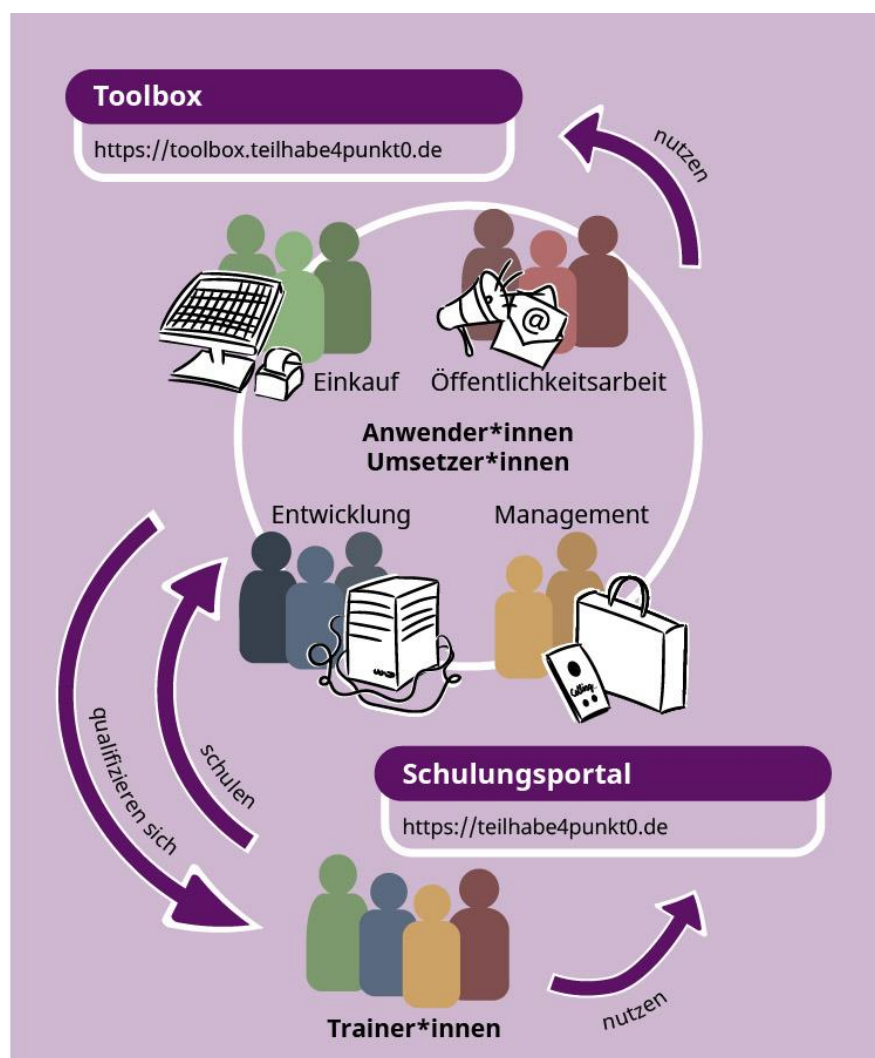 Toolbox
https://toolbox.teilhabe4punkt0.de
nutzen
@
Einkauf
Öffentlichkeitsarbeit
Anwender*innen
Umsetzer*innen
Entwicklung
Management
Calling...
qualifizieren sich
schulen
Schulungsportal
https://teilhabe4punkt0.de
Trainer*innen
nutzen